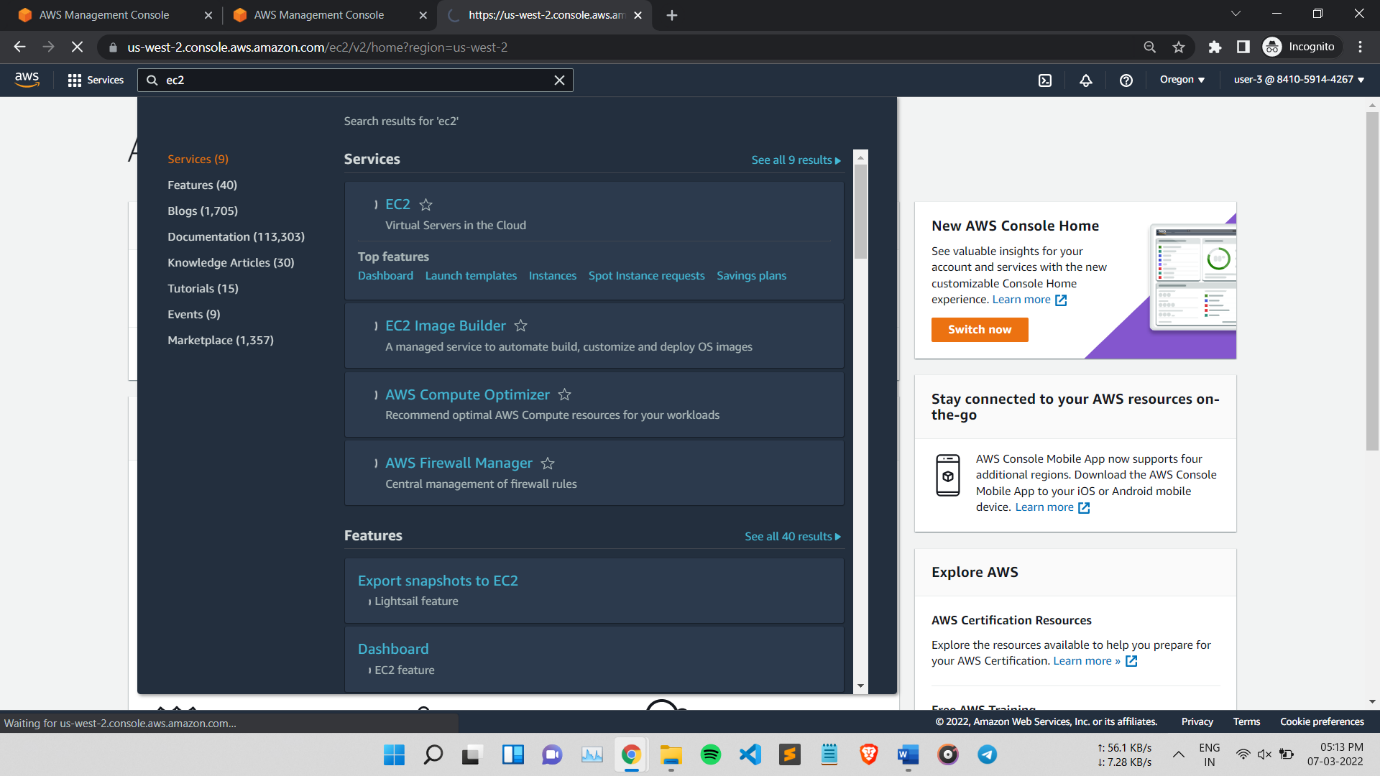 AWS Management Console
AWS Management Console
https://us-west-2.console.aws.am
us-west-2.console.aws.amazon.com/ec2/v2/home?region=us-west-2
Incognito
aws
Services
ec2
Oregon
user-3 @ 8410-5914-4267
Search results for 'ec2'
Services (9)
Features (40)
Blogs (1,705)
Documentation (113,303)
Knowledge Articles (30)
Tutorials (15)
Events (9)
Marketplace (1,357)
Services
See all 9 results
EC2
Virtual Servers in the Cloud
Top features
Dashboard Launch templates Instances Spot Instance requests Savings plans
EC2 Image Builder
A managed service to automate build, customize and deploy OS images
AWS Compute Optimizer
Recommend optimal AWS Compute resources for your workloads
AWS Firewall Manager
Central management of firewall rules
Features
See all 40 results
Export snapshots to EC2
Lightsail feature
Dashboard
EC2 feature
New AWS Console Home
See valuable insights for your
account and services with the new
customizable Console Home
experience. Learn more
Switch now
Stay connected to your AWS resources on-
the-go
AWS Console Mobile App now supports four
additional regions. Download the AWS Console
Mobile App to your iOS or Android mobile
device. Learn more
Explore AWS
AWS Certification Resources
Explore the resources available to help you prepare for
your AWS Certification. Learn more »
Free AWS Training
Waiting for us-west-2.console.aws.amazon.com...
© 2022, Amazon Web Services, Inc. or its affiliates. Privacy Terms Cookie preferences
↑: 56.1 KB/s
↓: 7.28 KB/s
ENG
IN
05:13 PM
07-03-2022